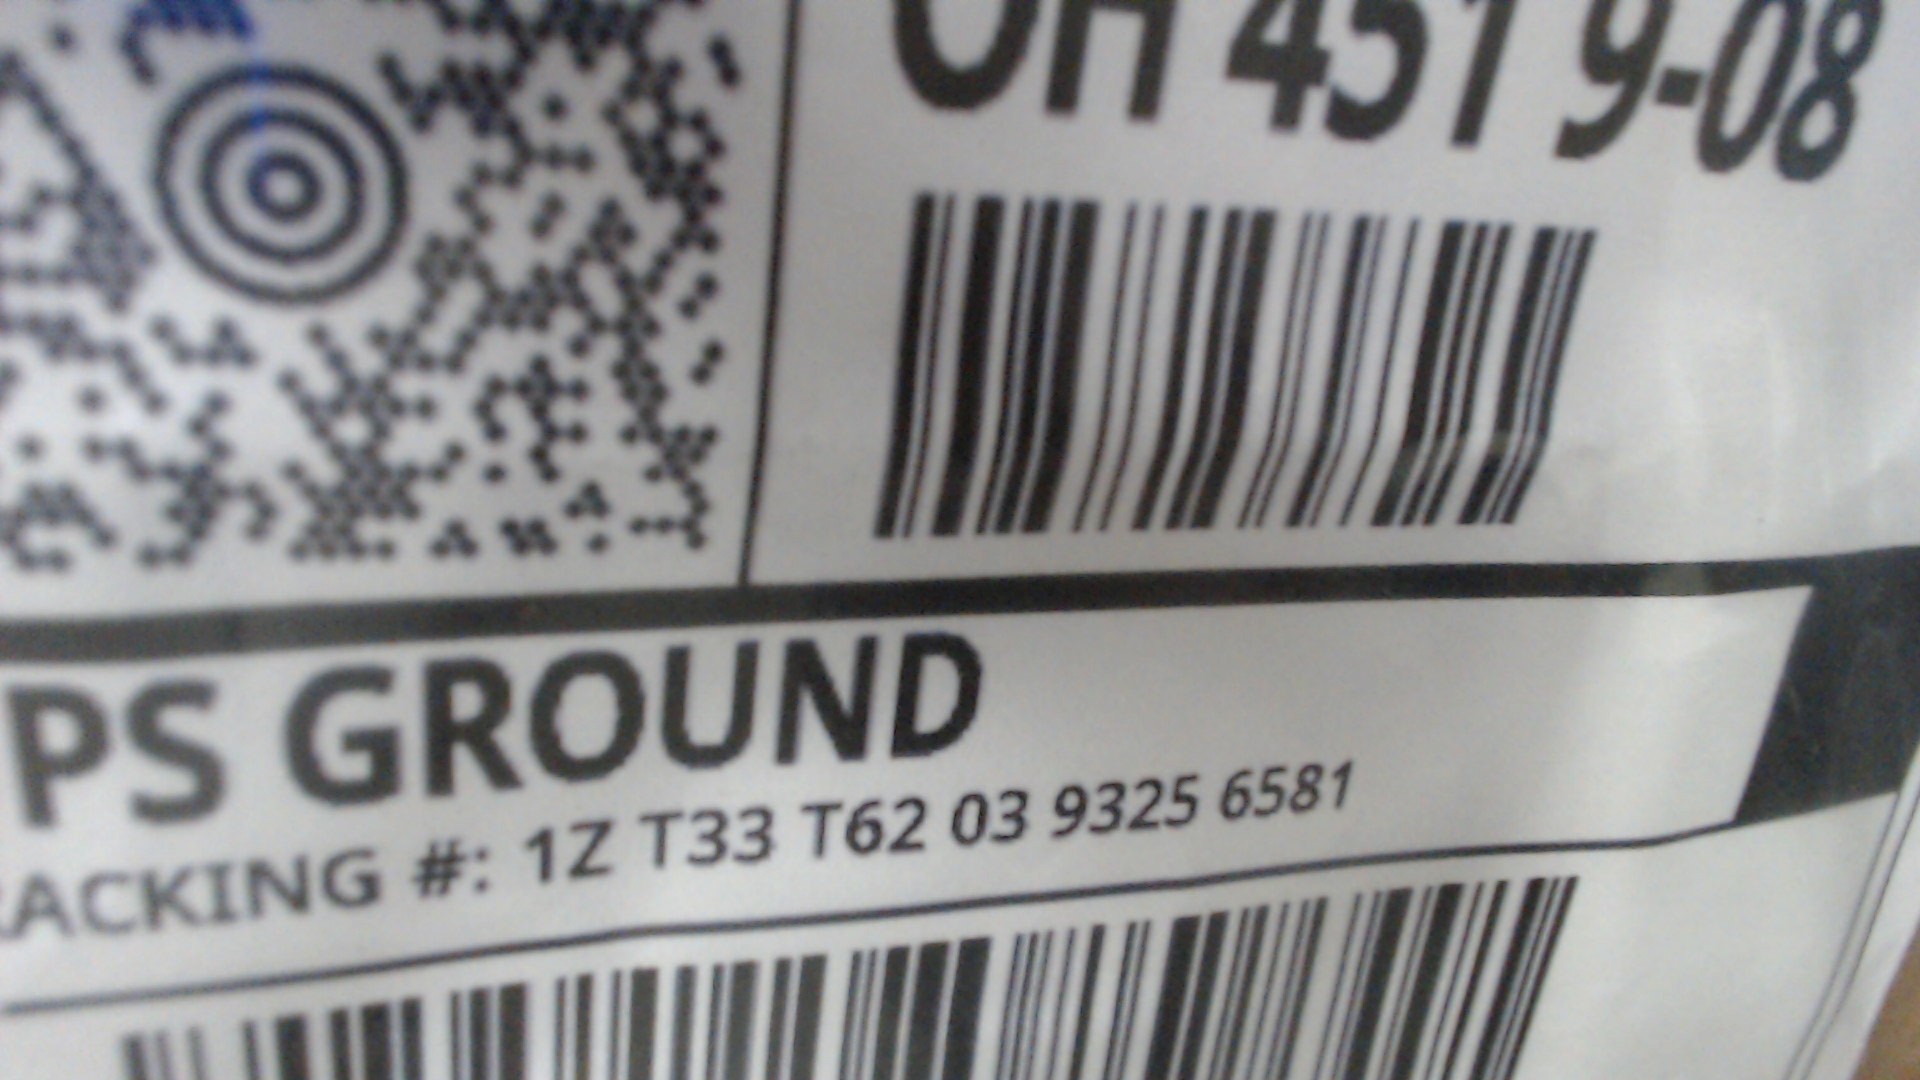 OH 451 9-08
PS GROUND
RACKING #: 1Z T33 T62 03 9325 6581